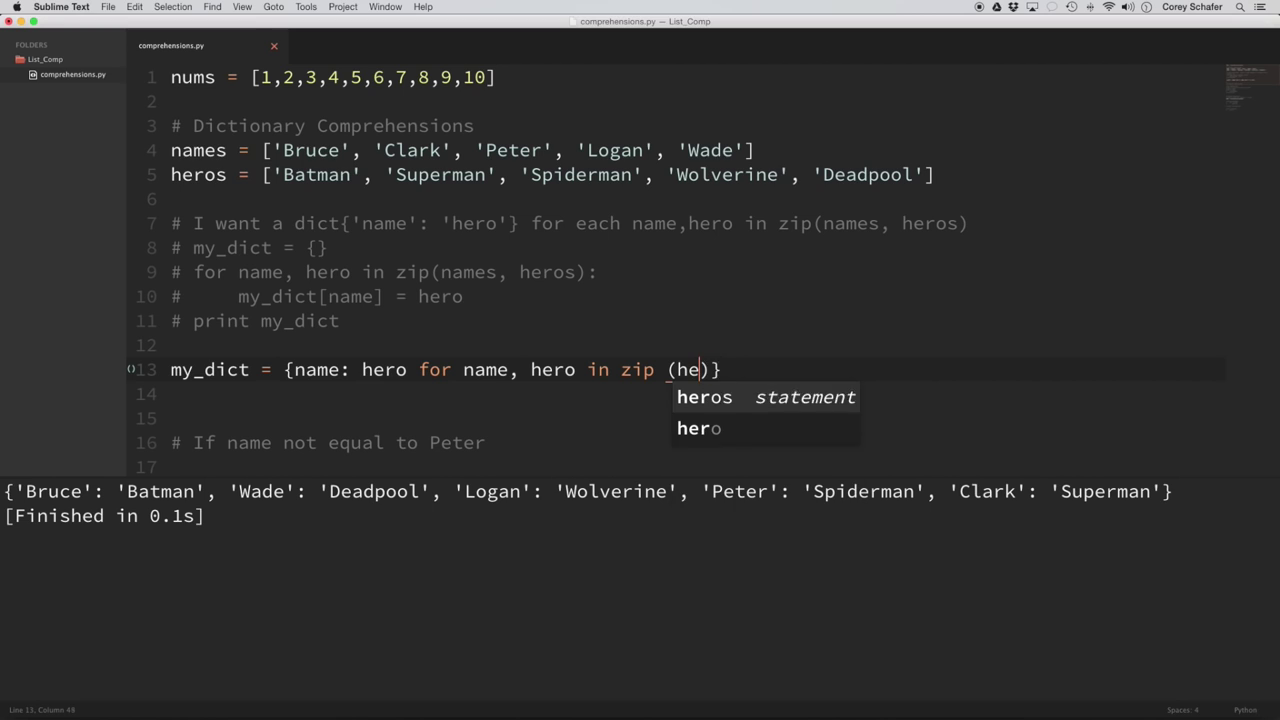 Sublime Text File Edit Selection Find View Goto Tools Project Window Help Corey Schafer
comprehensions.py — List_Comp
FOLDERS
List_Comp
comprehensions.py
comprehensions.py
1 nums = [1,2,3,4,5,6,7,8,9,10]
2
3 # Dictionary Comprehensions
4 names = ['Bruce', 'Clark', 'Peter', 'Logan', 'Wade']
5 heros = ['Batman', 'Superman', 'Spiderman', 'Wolverine', 'Deadpool']
6
7 # I want a dict{'name': 'hero'} for each name,hero in zip(names, heros)
8 # my_dict = {}
9 # for name, hero in zip(names, heros):
10 #     my_dict[name] = hero
11 # print my_dict
12
13 my_dict = {name: hero for name, hero in zip (he)}
heros statement
14
hero
15
16 # If name not equal to Peter
17
{'Bruce': 'Batman', 'Wade': 'Deadpool', 'Logan': 'Wolverine', 'Peter': 'Spiderman', 'Clark': 'Superman'}
[Finished in 0.1s]
Line 13, Column 48 Spaces: 4 Python